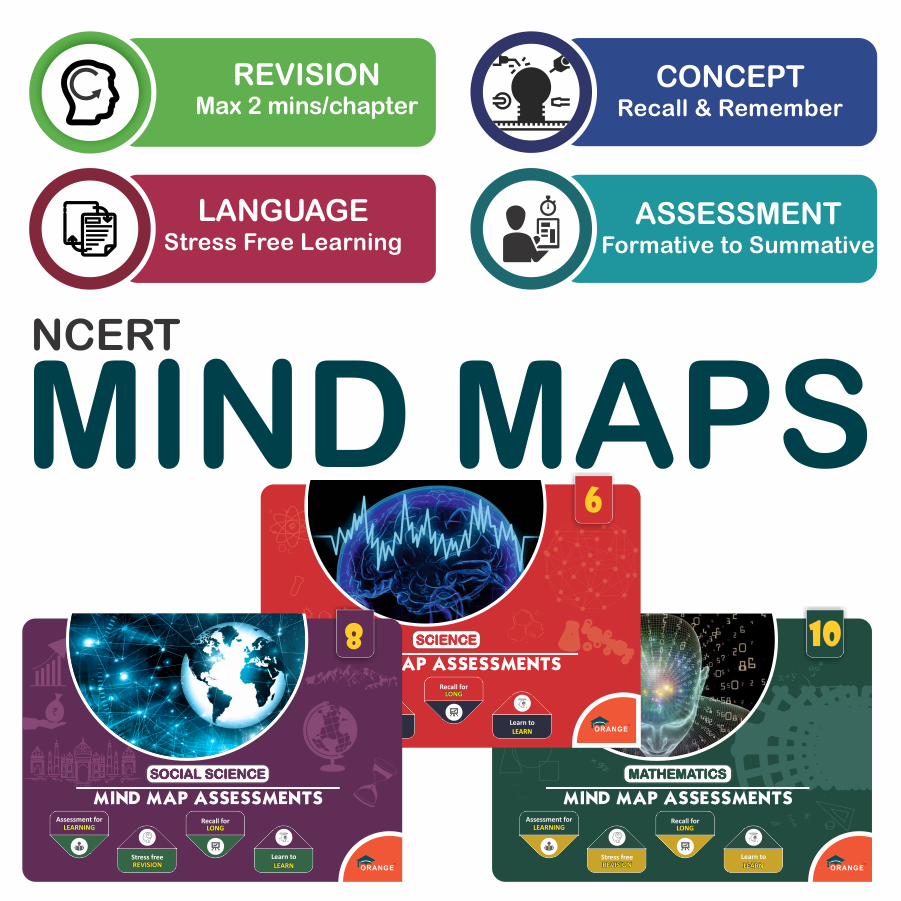 REVISION
Max 2 mins/chapter
CONCEPT
Recall & Remember
LANGUAGE
Stress Free Learning
ASSESSMENT
Formative to Summative
NCERT
MIND MAPS
6
SCIENCE
AP ASSESSMENTS
Recall for
LONG
Learn to
LEARN
ORANGE
8
SOCIAL SCIENCE
MIND MAP ASSESSMENTS
Assessment for
LEARNING
Stress free
REVISION
Recall for
LONG
Learn to
LEARN
ORANGE
10
MATHEMATICS
MIND MAP ASSESSMENTS
Assessment for
LEARNING
Stress free
REVISION
Recall for
LONG
Learn to
LEARN
ORANGE